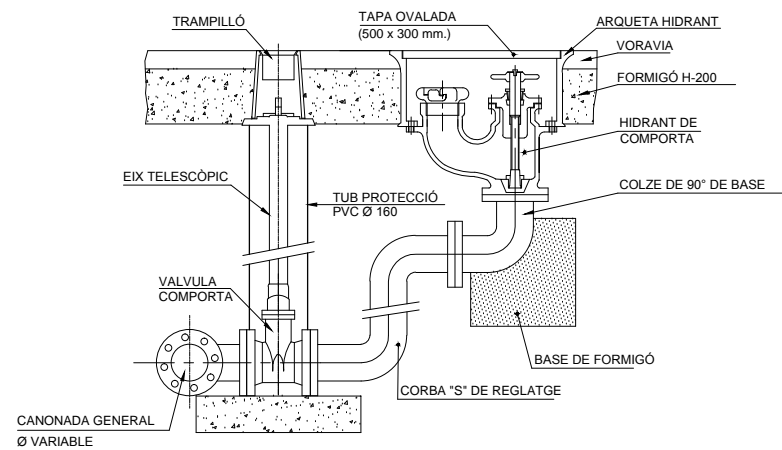 TRAMPILLÓ
TAPA OVALADA
(500 x 300 mm.)
ARQUETA HIDRANT
VORAVIA
FORMIGÓ H-200
HIDRANT DE
COMPORTA
EIX TELESCÒPIC
TUB PROTECCIÓ
PVC Ø 160
COLZE DE 90° DE BASE
VALVULA
COMPORTA
BASE DE FORMIGÓ
CORBA "S" DE REGLATGE
CANONADA GENERAL
Ø VARIABLE